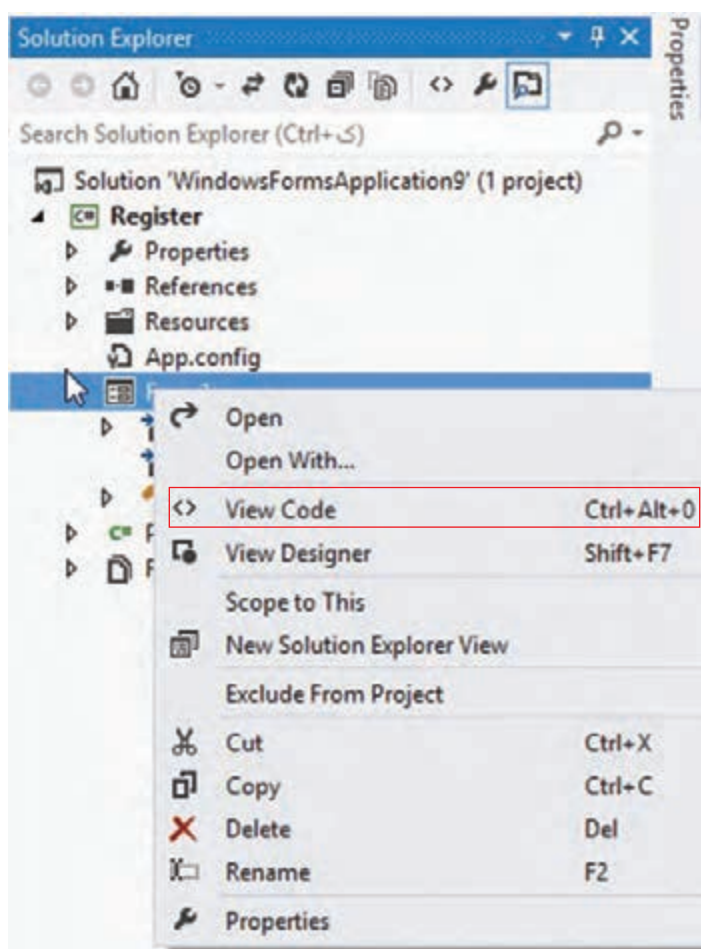 Solution Explorer
Properties
Search Solution Explorer (Ctrl+ک)
Solution 'WindowsFormsApplication9' (1 project)
C# Register
Properties
References
Resources
App.config
Open
Open With...
<> View Code Ctrl+Alt+0
View Designer Shift+F7
Scope to This
New Solution Explorer View
Exclude From Project
Cut Ctrl+X
Copy Ctrl+C
Delete Del
Rename F2
Properties